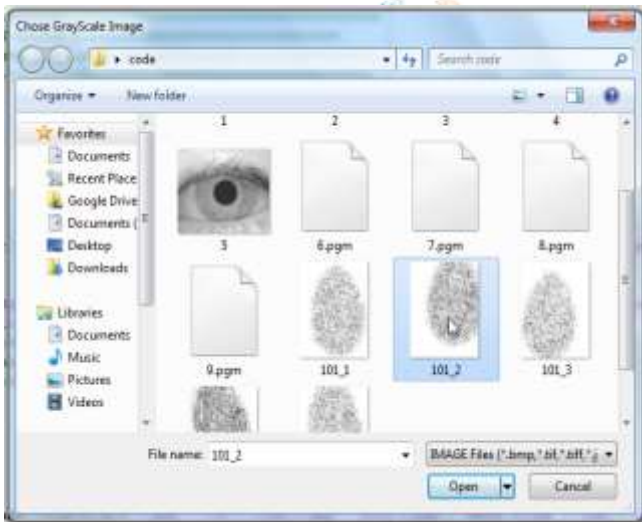 Chose GrayScale Image
code
Search code
Organize
New folder
Favorites
Documents
Recent Place
Google Drive
Documents (
Desktop
Downloads
Libraries
Documents
Music
Pictures
Videos
1 2 3 4
6.pgm 7.pgm 8.pgm
9.pgm 101_1 101_2 101_3
File name: 101_2
IMAGE Files (*.bmp,*.tif,*.tiff,*
Open
Cancel